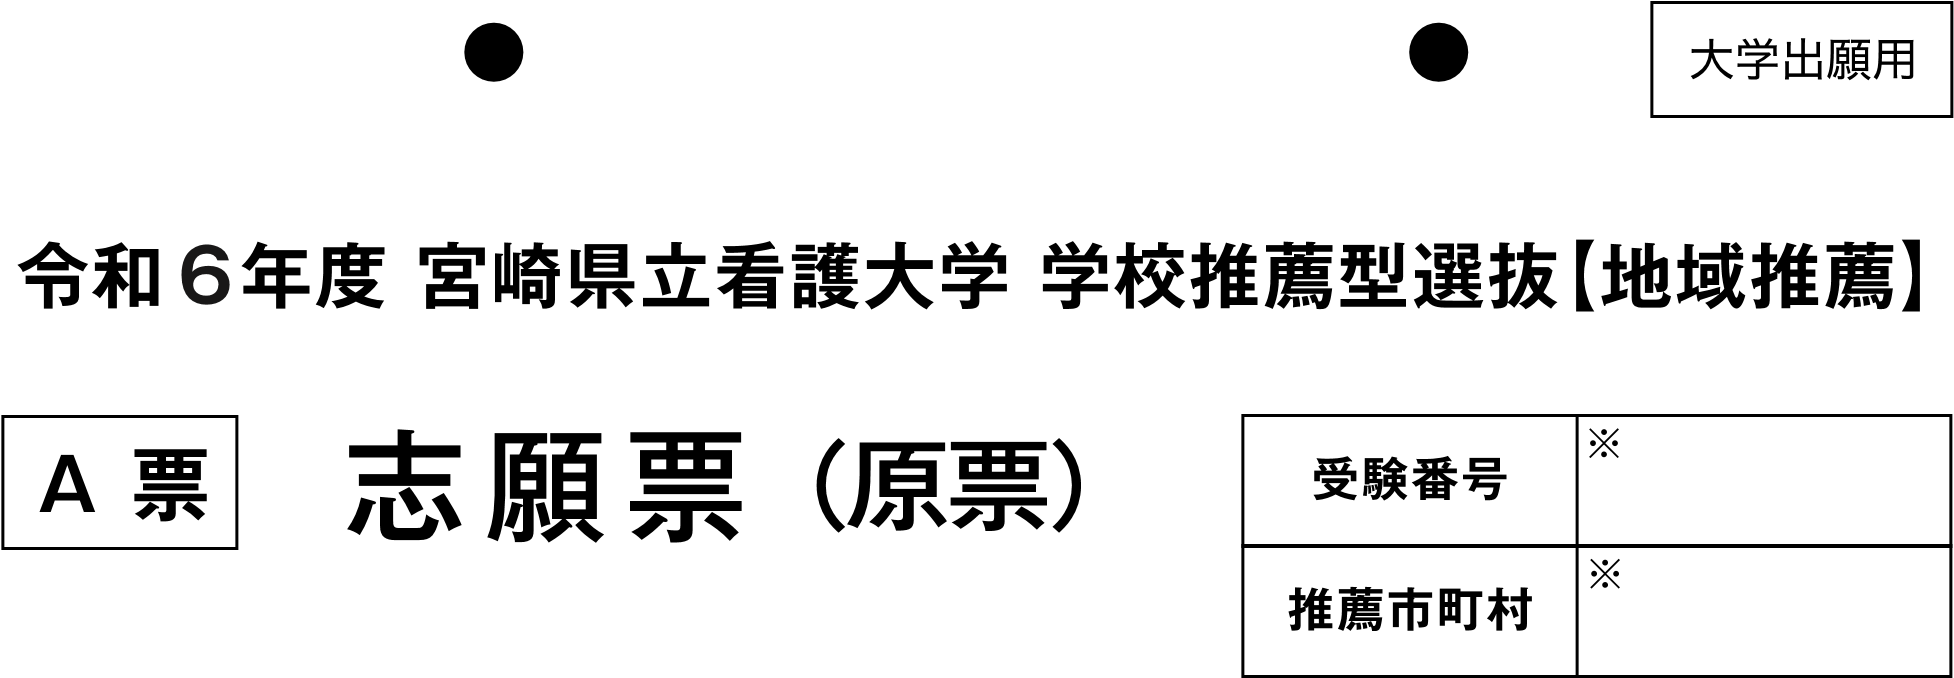 大学出願用
令和６年度 宮崎県立看護大学 学校推薦型選抜【地域推薦】
Ａ 票
志願票（原票）
受験番号 ※
推薦市町村 ※